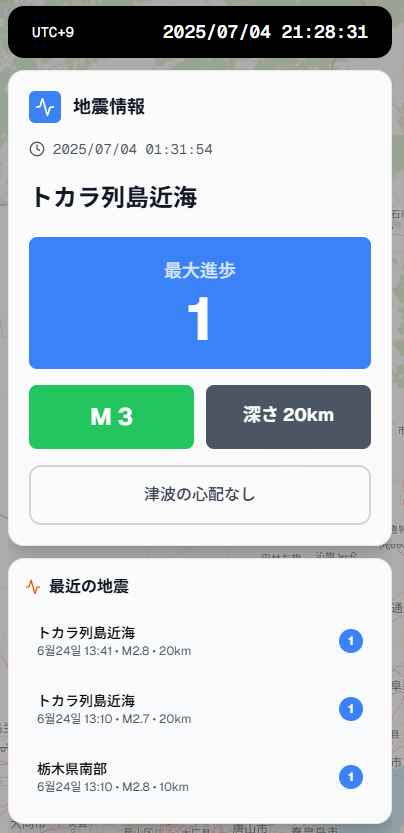 UTC+9 2025/07/04 21:28:31
地震情報
2025/07/04 01:31:54
トカラ列島近海
最大進歩
1
M 3
深さ 20km
津波の心配なし
最近の地震
トカラ列島近海
6월24일 13:41 • M2.8 • 20km
1
トカラ列島近海
6월24일 13:10 • M2.7 • 20km
1
栃木県南部
6월24일 13:10 • M2.8 • 10km
1
唐山市